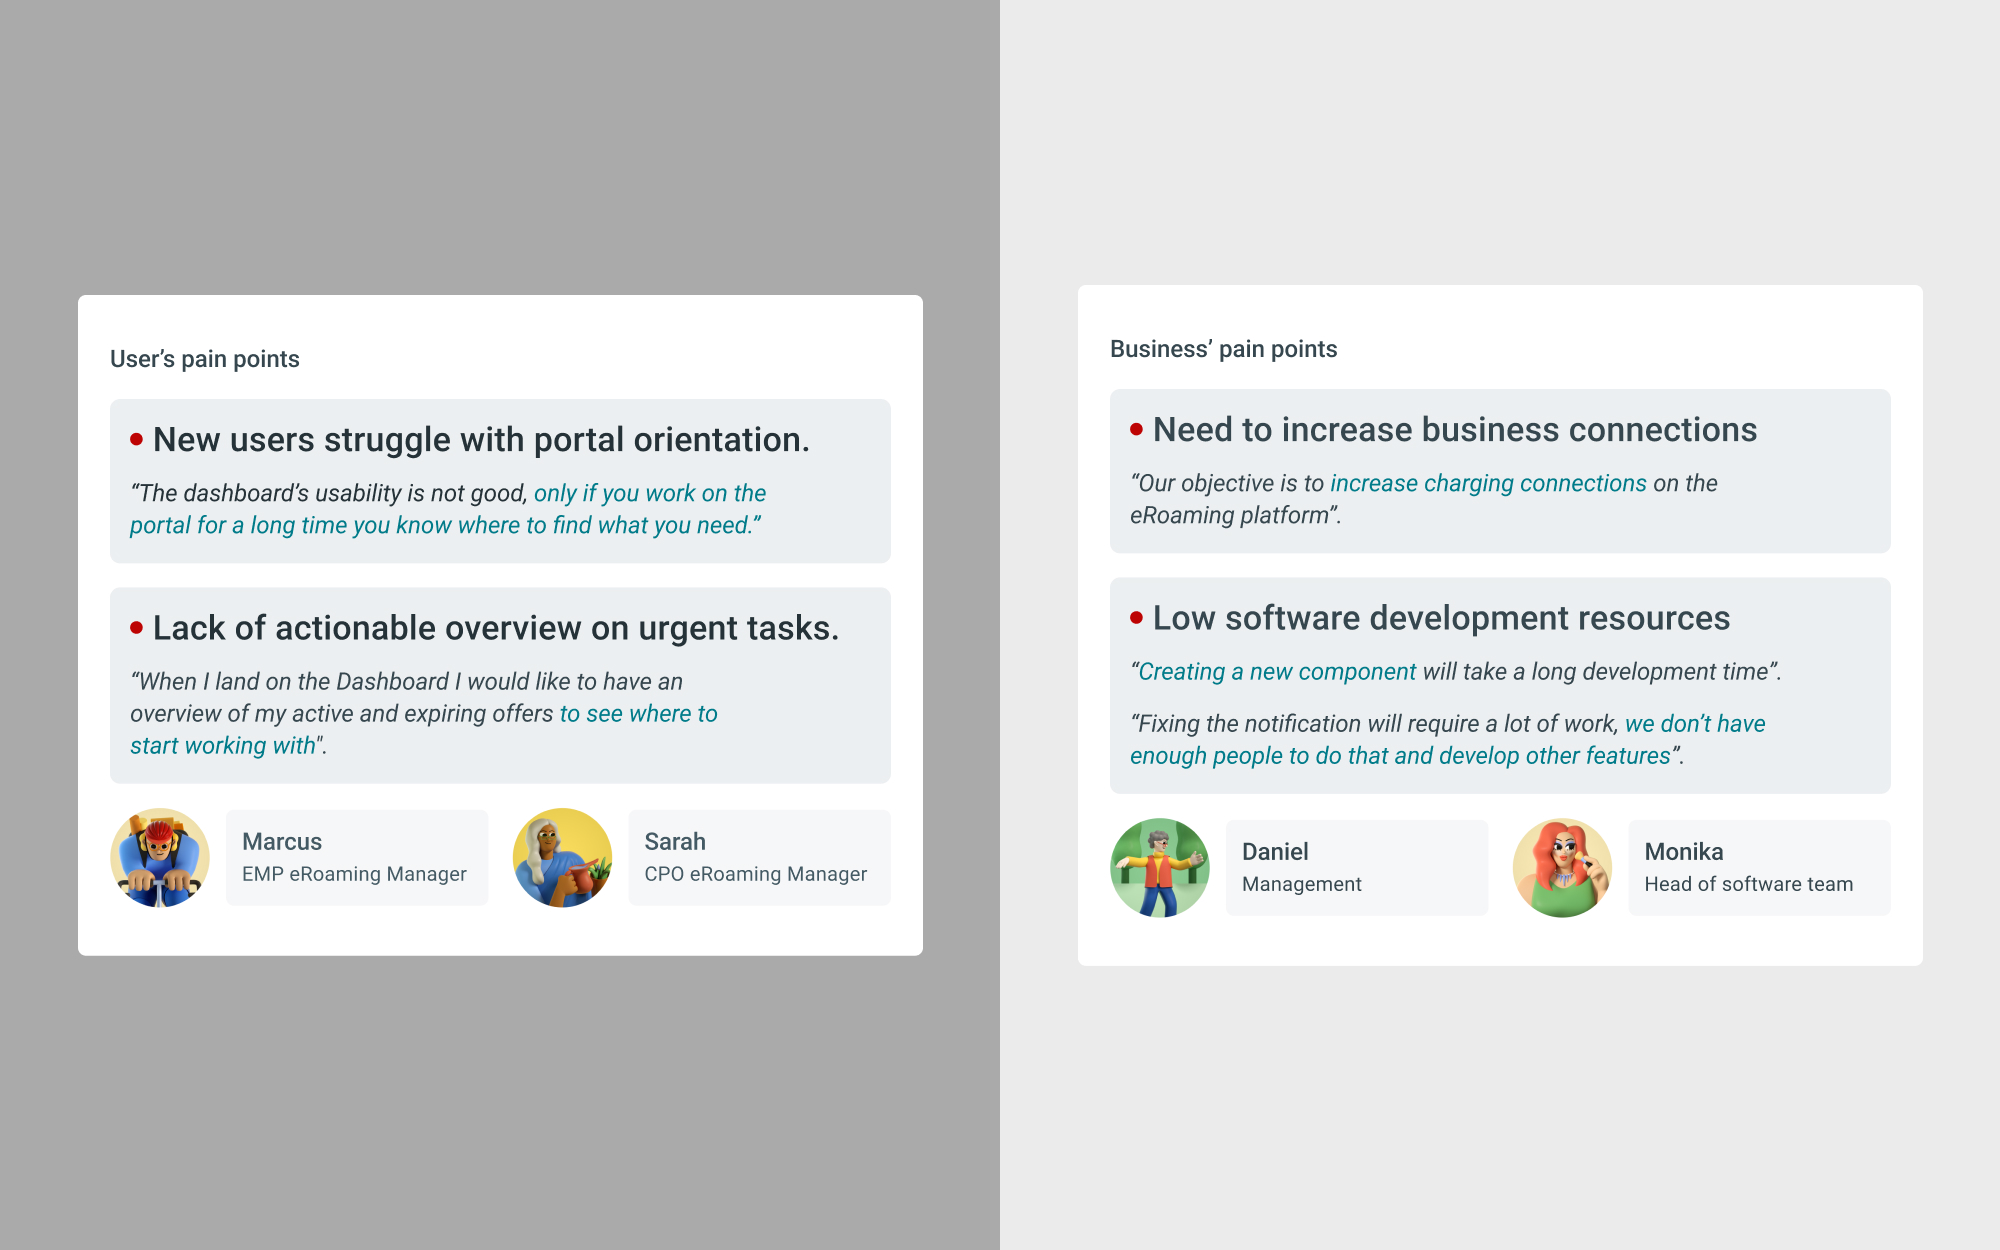 User’s pain points
New users struggle with portal orientation.
“The dashboard’s usability is not good, only if you work on the
portal for a long time you know where to find what you need.”
Lack of actionable overview on urgent tasks.
“When I land on the Dashboard I would like to have an
overview of my active and expiring offers to see where to
start working with".
Marcus
EMP eRoaming Manager
Sarah
CPO eRoaming Manager
Business’ pain points
Need to increase business connections
“Our objective is to increase charging connections on the
eRoaming platform”.
Low software development resources
“Creating a new component will take a long development time”.
“Fixing the notification will require a lot of work, we don’t have
enough people to do that and develop other features”.
Daniel
Management
Monika
Head of software team